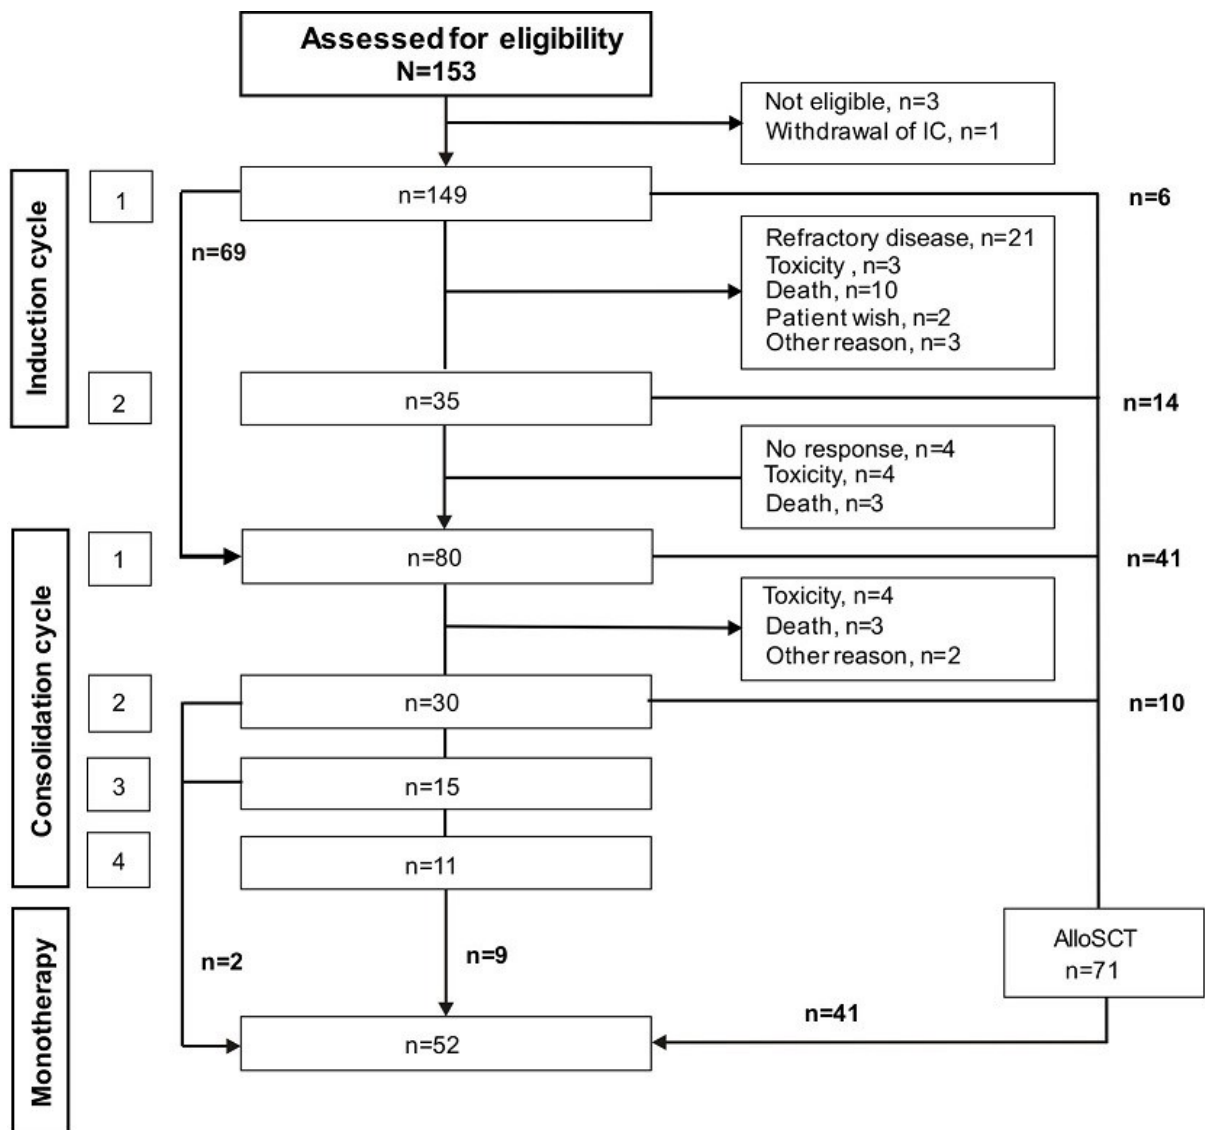 Assessed for eligibility
N=153
Not eligible, n=3
Withdrawal of IC, n=1
Induction cycle
1
n=149
n=6
n=69
Refractory disease, n=21
Toxicity , n=3
Death, n=10
Patient wish, n=2
Other reason, n=3
2
n=35
n=14
No response, n=4
Toxicity, n=4
Death, n=3
Consolidation cycle
1
n=80
n=41
Toxicity, n=4
Death, n=3
Other reason, n=2
2
n=30
n=10
3
n=15
4
n=11
Monotherapy
AlloSCT
n=71
n=2
n=9
n=41
n=52